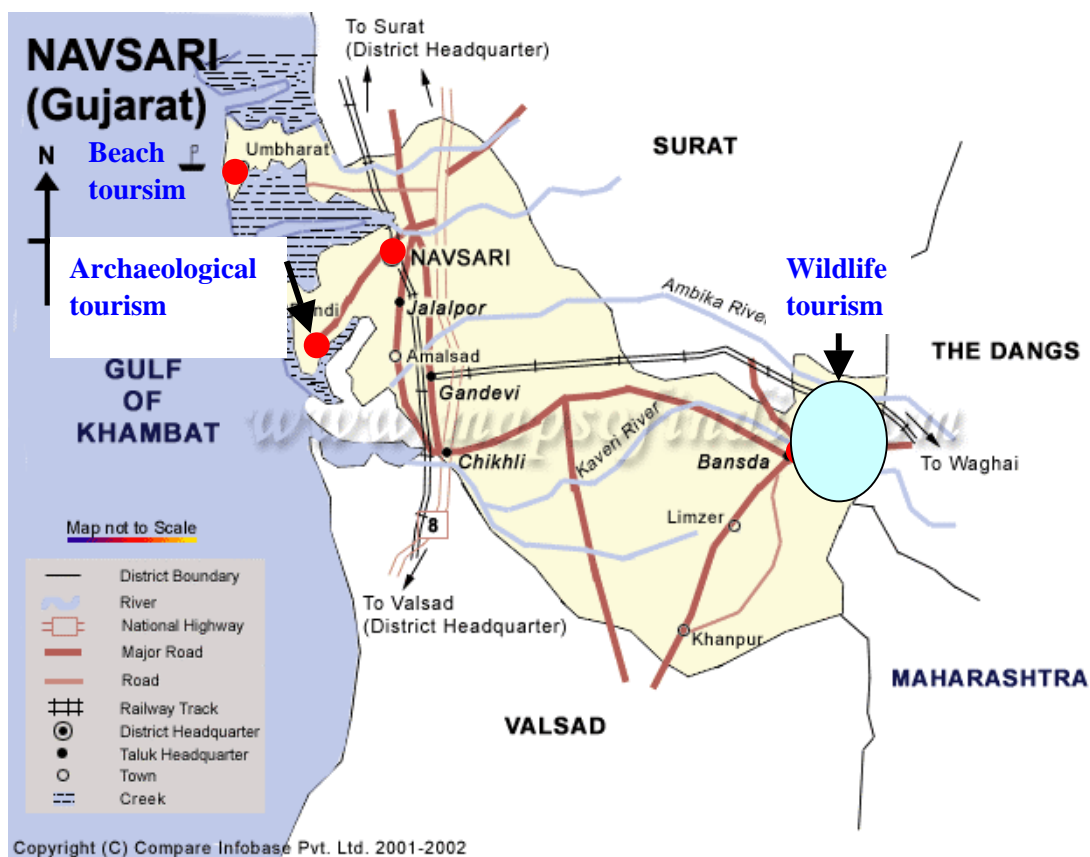 To Surat
(District Headquarter)
NAVSARI
(Gujarat)
N
Beach
toursim
Umbharat
SURAT
NAVSARI
Archaeological
tourism
Wildlife
tourism
Ambika River
Jalalpor
THE DANGS
Amalsad
GULF
OF
KHAMBAT
Gandevi
Kaveri River
Chikhli
Bansda
To Waghai
Limzer
8
Map not to Scale
District Boundary
River
National Highway
Major Road
Road
Railway Track
District Headquarter
Taluk Headquarter
Town
Creek
To Valsad
(District Headquarter)
Khanpur
MAHARASHTRA
VALSAD
Copyright (C) Compare Infobase Pvt. Ltd. 2001-2002